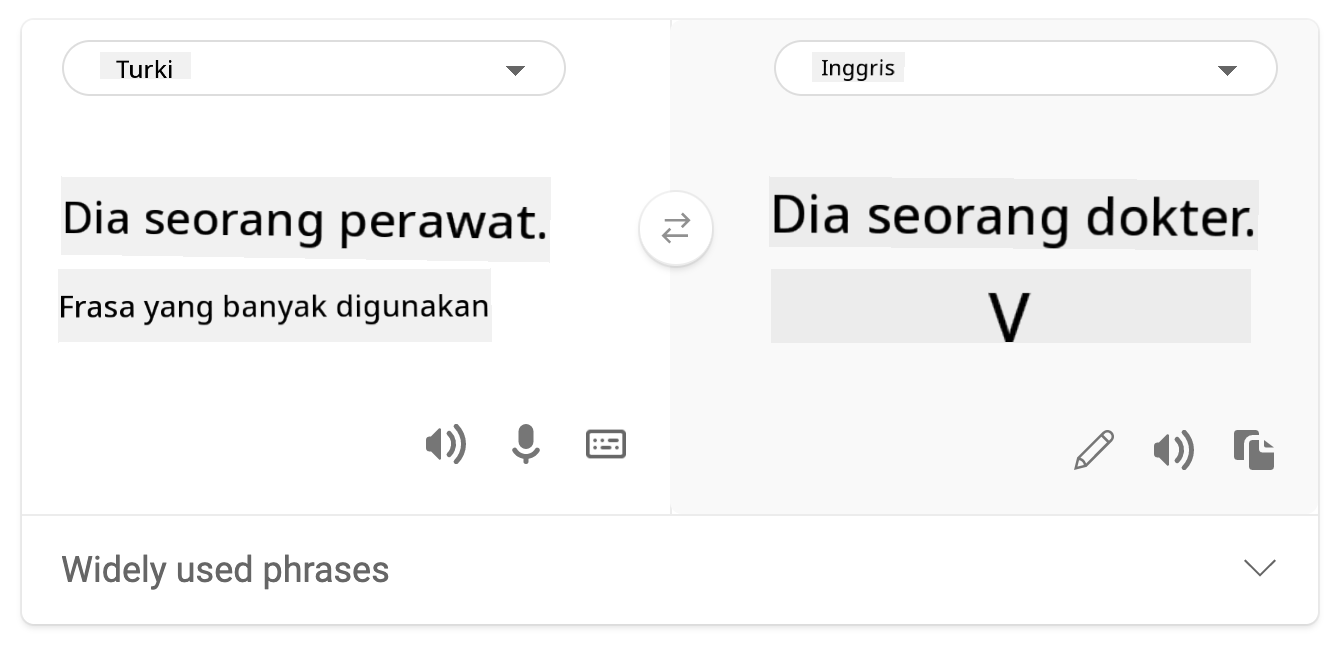 Turki
Inggris
Dia seorang perawat.
Dia seorang dokter.
Frasa yang banyak digunakan
V
Widely used phrases